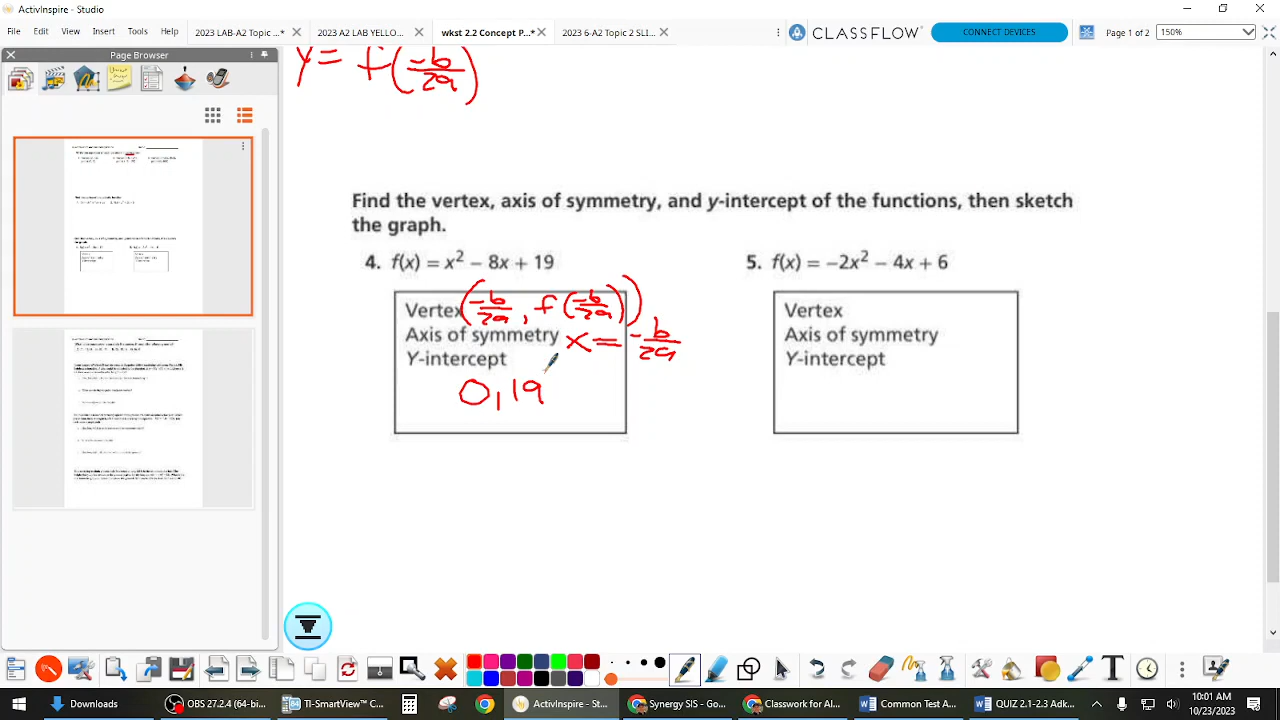 ActivInspire - Studio
File Edit View Insert Tools Help
2023 LAB-A2 Topic ...*
2023 A2 LAB YELO...
wkst 2.2 Concept P...*
2023 6-A2 Topic 2 SLI...
CLASSFLOW
CONNECT DEVICES
Page 1 of 2
150%
Page Browser
y = f(-b/2a)
Find the vertex, axis of symmetry, and y-intercept of the functions, then sketch
the graph.
4. f(x) = x² − 8x + 19
5. f(x) = −2x² − 4x + 6
Vertex (-b/2a, f(-b/2a))
Axis of symmetry x = -b/2a
Y-intercept
0,19
Vertex
Axis of symmetry
Y-intercept
Downloads
OBS 27.2.4 (64-bi...
TI-SmartView™ C...
ActivInspire - St...
Synergy SIS - Go...
Classwork for Al...
Common Test A...
QUIZ 2.1-2.3 Adk...
10:01 AM
10/23/2023